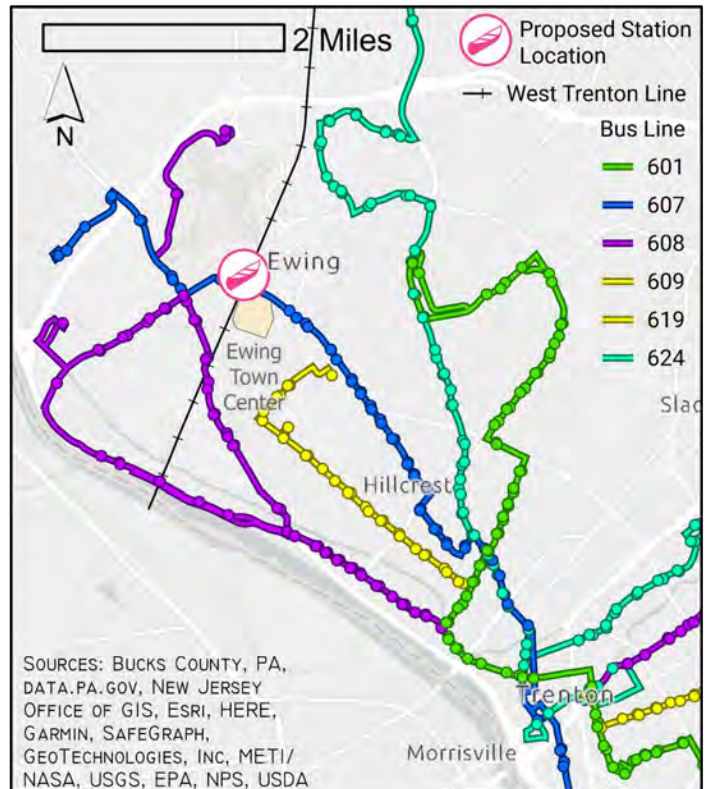 2 Miles
N
Proposed Station
Location
West Trenton Line
Bus Line
601
607
608
609
619
624
Ewing
Ewing
Town
Center
Slac
Hillcrest
Trenton
Morrisville
SOURCES: BUCKS COUNTY, PA,
DATA.PA.GOV, NEW JERSEY
OFFICE OF GIS, ESRI, HERE,
GARMIN, SAFEGRAPH,
GEOTECHNOLOGIES, INC, METI/
NASA, USGS, EPA, NPS, USDA